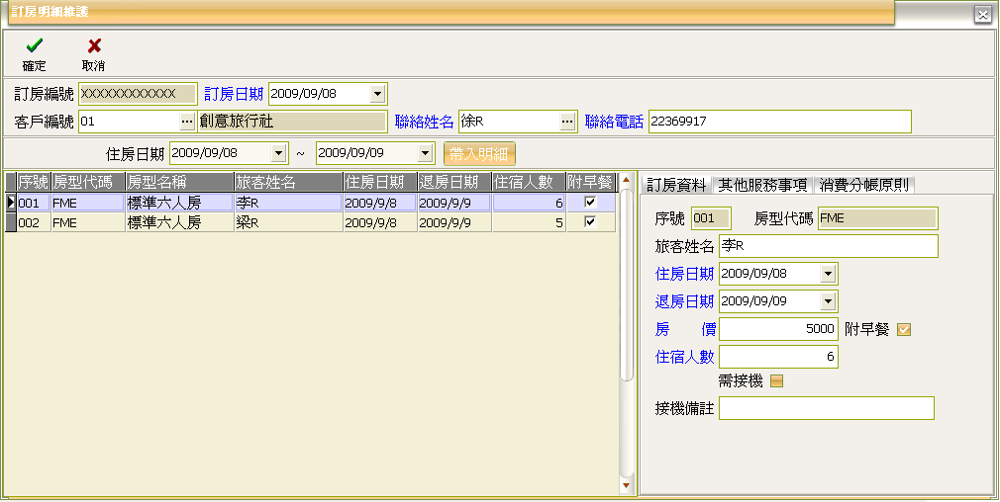 訂房明細維護
確定 取消
訂房編號 XXXXXXXXXXXX 訂房日期 2009/09/08
客戶編號 01 ... 創意旅行社 聯絡姓名 徐R ... 聯絡電話 22369917
住房日期 2009/09/08 ~ 2009/09/09 帶入明細
序號 房型代碼 房型名稱 旅客姓名 住房日期 退房日期 住宿人數 附早餐
001 FME 標準六人房 李R 2009/9/8 2009/9/9 6
002 FME 標準六人房 梁R 2009/9/8 2009/9/9 5
訂房資料 其他服務事項 消費分帳原則
序號 001 房型代碼 FME
旅客姓名 李R
住房日期 2009/09/08
退房日期 2009/09/09
房 價 5000 附早餐
住宿人數 6
需接機
接機備註